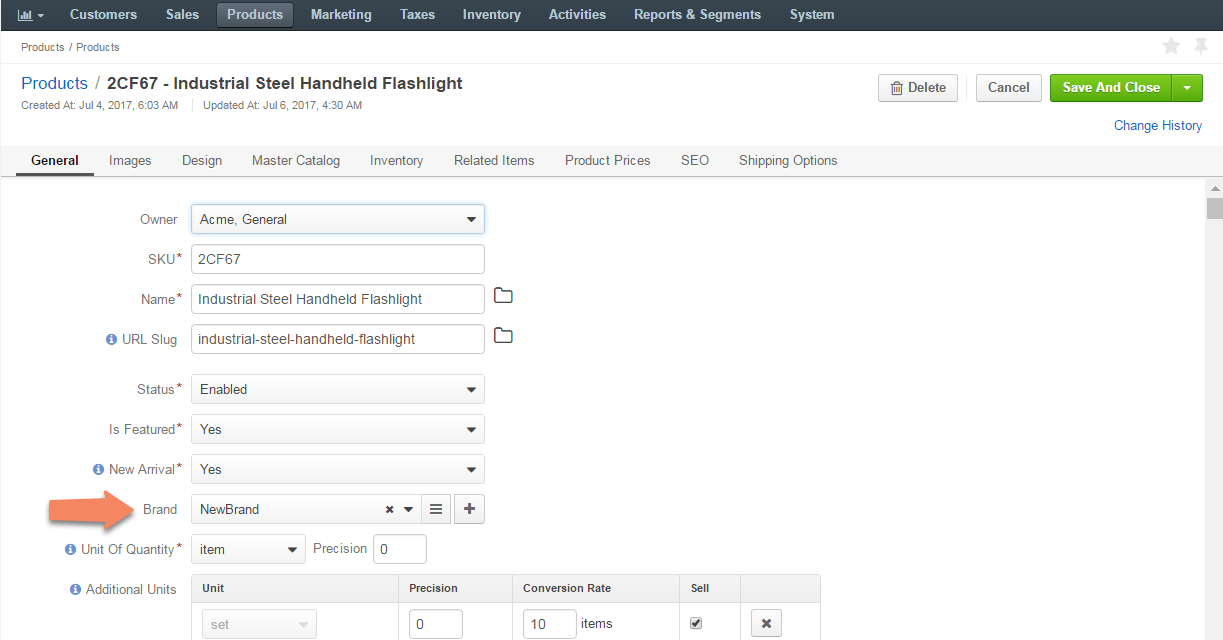 Customers Sales Products Marketing Taxes Inventory Activities Reports & Segments System
Products / Products
Products / 2CF67 - Industrial Steel Handheld Flashlight
Delete Cancel Save And Close
Created At: Jul 4, 2017, 6:03 AM Updated At: Jul 6, 2017, 4:30 AM
Change History
General Images Design Master Catalog Inventory Related Items Product Prices SEO Shipping Options
Owner Acme, General
SKU* 2CF67
Name* Industrial Steel Handheld Flashlight
URL Slug industrial-steel-handheld-flashlight
Status* Enabled
Is Featured* Yes
New Arrival* Yes
Brand NewBrand
Unit Of Quantity* item Precision 0
Additional Units Unit Precision Conversion Rate Sell
set 0 10 items